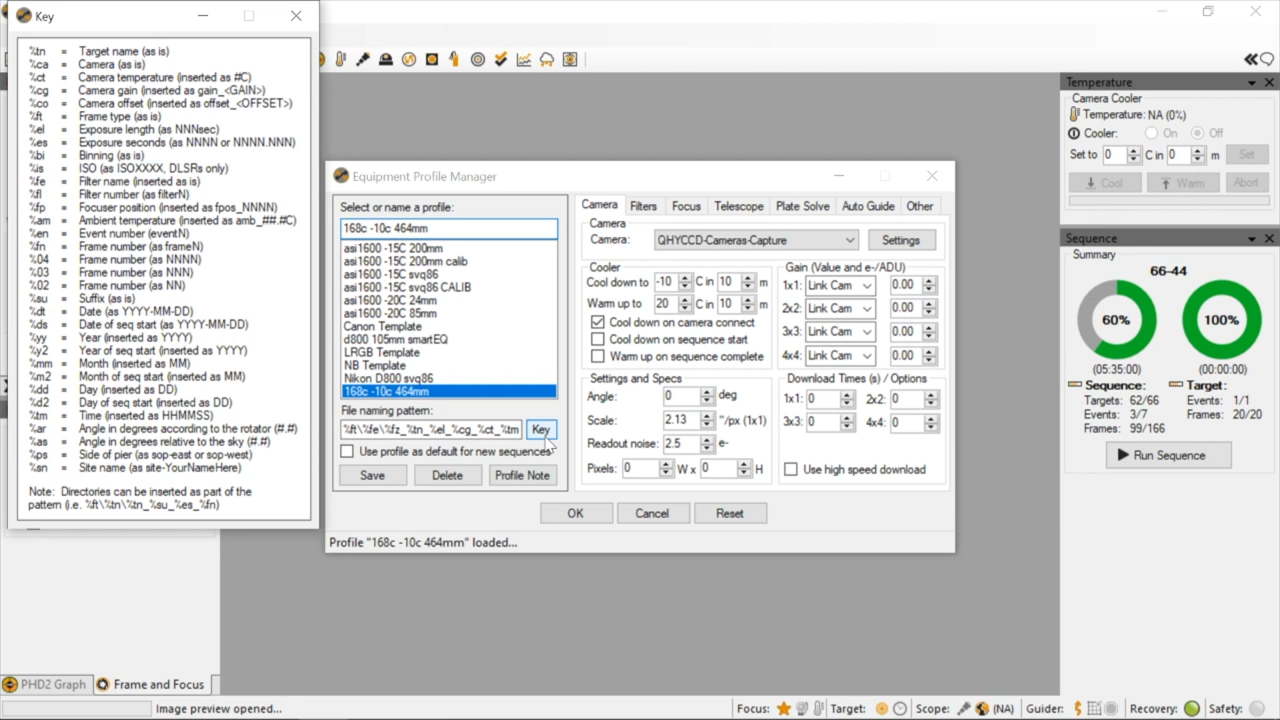 Key
%tn = Target name (as is)
%ca = Camera (as is)
%ct = Camera temperature (inserted as #C)
%cg = Camera gain (inserted as gain_<GAIN>)
%co = Camera offset (inserted as offset_<OFFSET>)
%ft = Frame type (as is)
%el = Exposure length (as NNNsec)
%es = Exposure seconds (as NNNN or NNNN.NNN)
%bi = Binning (as is)
%is = ISO (as ISOXXXX, DLSRs only)
%fe = Filter name (inserted as is)
%fl = Filter number (as filterN)
%fp = Focuser position (inserted as fpos_NNNN)
%am = Ambient temperature (inserted as amb_##.#C)
%en = Event number (eventN)
%fn = Frame number (as frameN)
%04 = Frame number (as NNNN)
%03 = Frame number (as NNN)
%02 = Frame number (as NN)
%su = Suffix (as is)
%dt = Date (as YYYY-MM-DD)
%ds = Date of seq start (as YYYY-MM-DD)
%yy = Year (inserted as YYYY)
%y2 = Year of seq start (inserted as YYYY)
%mm = Month (inserted as MM)
%m2 = Month of seq start (inserted as MM)
%dd = Day (inserted as DD)
%d2 = Day of seq start (inserted as DD)
%tm = Time (inserted as HHMMSS)
%ar = Angle in degrees according to the rotator (#.#)
%as = Angle in degrees relative to the sky (#.#)
%ps = Side of pier (as sop-east or sop-west)
%sn = Site name (as site-YourNameHere)
Note: Directories can be inserted as part of the
pattern (i.e. %ft\%tn\%tn_%su_%es_%fn)
Equipment Profile Manager
Select or name a profile:
168c -10c 464mm
asi1600 -15C 200mm
asi1600 -15C 200mm calib
asi1600 -15C svq86
asi1600 -15C svq86 CALIB
asi1600 -20C 24mm
asi1600 -20C 85mm
Canon Template
d800 105mm smartEQ
LRGB Template
NB Template
Nikon D800 svq86
168c -10c 464mm
File naming pattern:
%ft\%fe\%fz_%tn_%el_%cg_%ct_%tm Key
Use profile as default for new sequences
Save Delete Profile Note
Camera Filters Focus Telescope Plate Solve Auto Guide Other
Camera
Camera: QHYCCD-Cameras-Capture Settings
Cooler
Cool down to -10 C in 10 m
Warm up to 20 C in 10 m
Cool down on camera connect
Cool down on sequence start
Warm up on sequence complete
Gain (Value and e-/ADU)
1x1: Link Cam 0.00
2x2: Link Cam 0.00
3x3: Link Cam 0.00
4x4: Link Cam 0.00
Settings and Specs
Angle: 0 deg
Scale: 2.13 "/px (1x1)
Readout noise: 2.5 e-
Pixels: 0 W x 0 H
Download Times (s) / Options
1x1: 0 2x2: 0
3x3: 0 4x4: 0
Use high speed download
OK Cancel Reset
Profile "168c -10c 464mm" loaded...
Temperature
Camera Cooler
Temperature: NA (0%)
Cooler: On Off
Set to 0 C in 0 m Set
Cool Warm Abort
Sequence
Summary
66-44
60% 100%
(05:35:00) (00:00:00)
Sequence: Target:
Targets: 62/66 Events: 1/1
Events: 3/7 Frames: 20/20
Frames: 99/166
Run Sequence
PHD2 Graph Frame and Focus
Image preview opened... Focus: Target: Scope: (NA) Guider: Recovery: Safety: